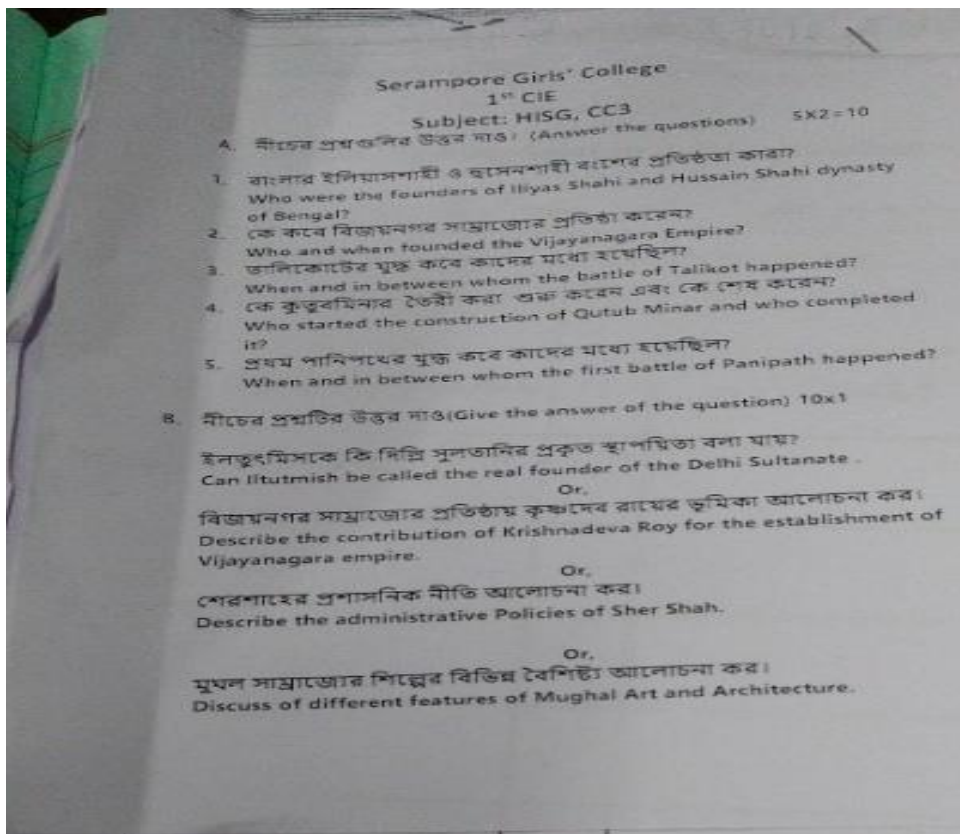 Serampore Girls' College
1st CIE
Subject: HISG, CC3
A. নীচের প্রশ্নগুলির উত্তর দাও। (Answer the questions) 5X2=10
1. বাংলার ইলিয়াসশাহী ও হুসেনশাহী বংশের প্রতিষ্ঠতা কারা?
Who were the founders of Iliyas Shahi and Hussain Shahi dynasty
of Bengal?
2. কে কবে বিজয়নগর সাম্রাজ্যের প্রতিষ্ঠা করেন?
Who and when founded the Vijayanagara Empire?
3. তালিকোটের যুদ্ধ কবে কাদের মধ্যে হয়েছিল?
When and in between whom the battle of Talikot happened?
4. কে কুতুবমিনার তৈরী করা শুরু করেন এবং কে শেষ করেন?
Who started the construction of Qutub Minar and who completed
it?
5. প্রথম পানিপথের যুদ্ধ কবে কাদের মধ্যে হয়েছিল?
When and in between whom the first battle of Panipath happened?
B. নীচের প্রশ্নটির উত্তর দাও(Give the answer of the question) 10x1
ইলতুৎমিসকে কি দিল্লি সুলতানির প্রকৃত স্থাপয়িতা বলা যায়?
Can Iltutmish be called the real founder of the Delhi Sultanate .
Or,
বিজয়নগর সাম্রাজ্যের প্রতিষ্ঠায় কৃষ্ণদেব রায়ের ভূমিকা আলোচনা কর।
Describe the contribution of Krishnadeva Roy for the establishment of
Vijayanagara empire.
Or,
শেরশাহের প্রশাসনিক নীতি আলোচনা কর।
Describe the administrative Policies of Sher Shah.
Or,
মুঘল সাম্রাজ্যের শিল্পের বিভিন্ন বৈশিষ্ট্য আলোচনা কর।
Discuss of different features of Mughal Art and Architecture.